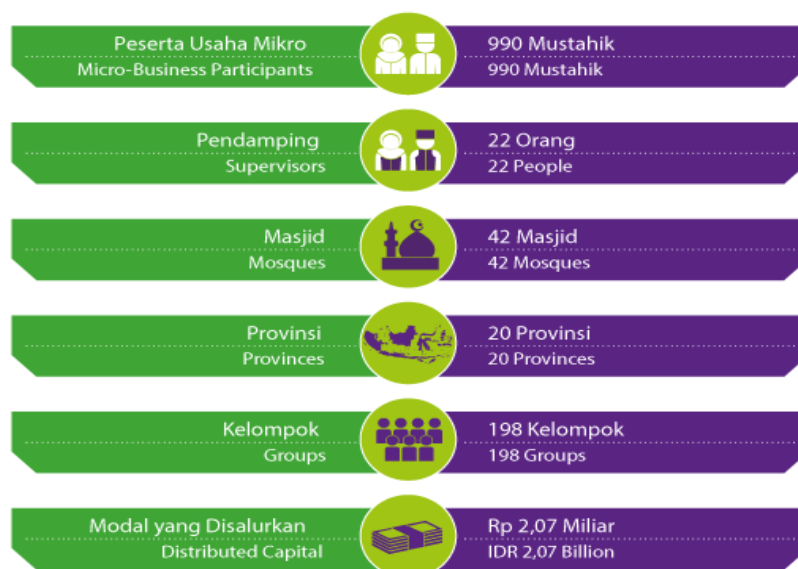 Peserta Usaha Mikro
Micro-Business Participants
990 Mustahik
990 Mustahik
Pendamping
Supervisors
22 Orang
22 People
Masjid
Mosques
42 Masjid
42 Mosques
Provinsi
Provinces
20 Provinsi
20 Provinces
Kelompok
Groups
198 Kelompok
198 Groups
Modal yang Disalurkan
Distributed Capital
Rp 2,07 Miliar
IDR 2,07 Billion